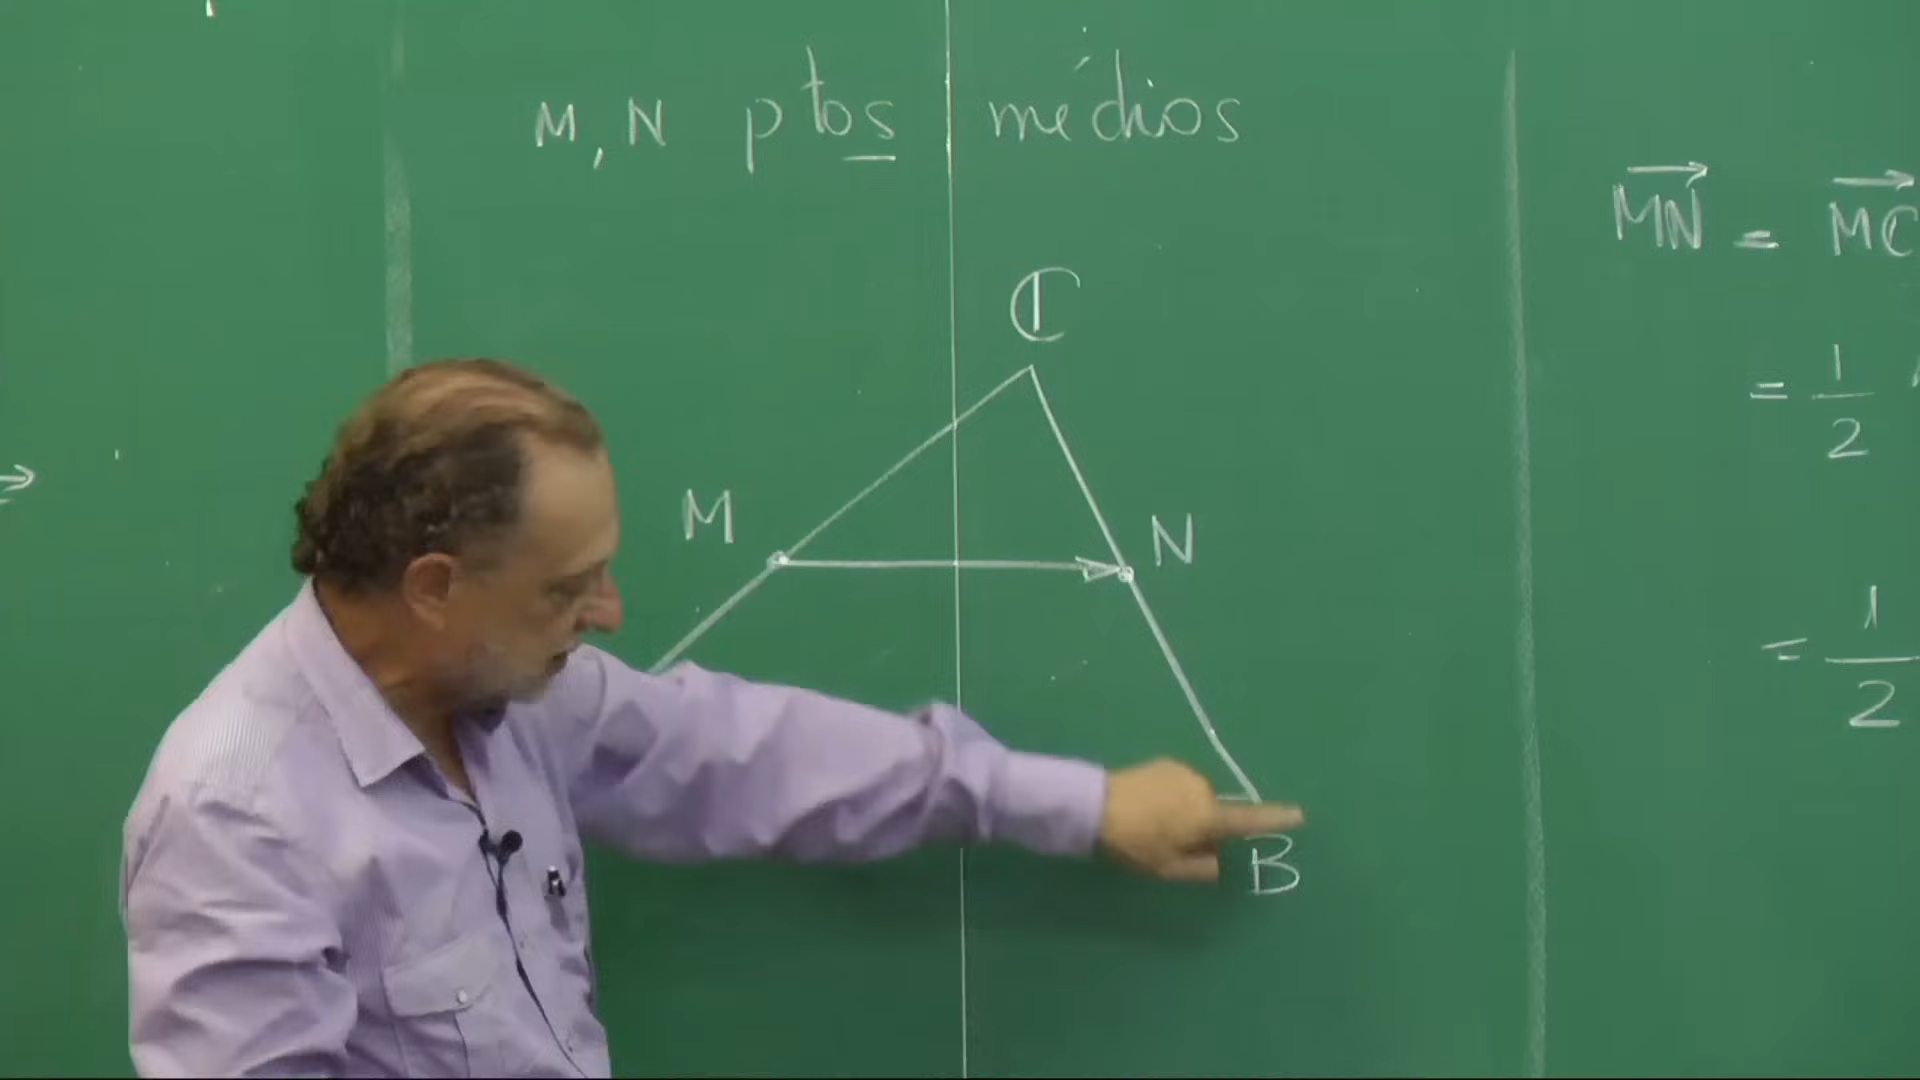 M, N ptos médios
C
M
N
B
MN = MC
= 1/2
= 1/2